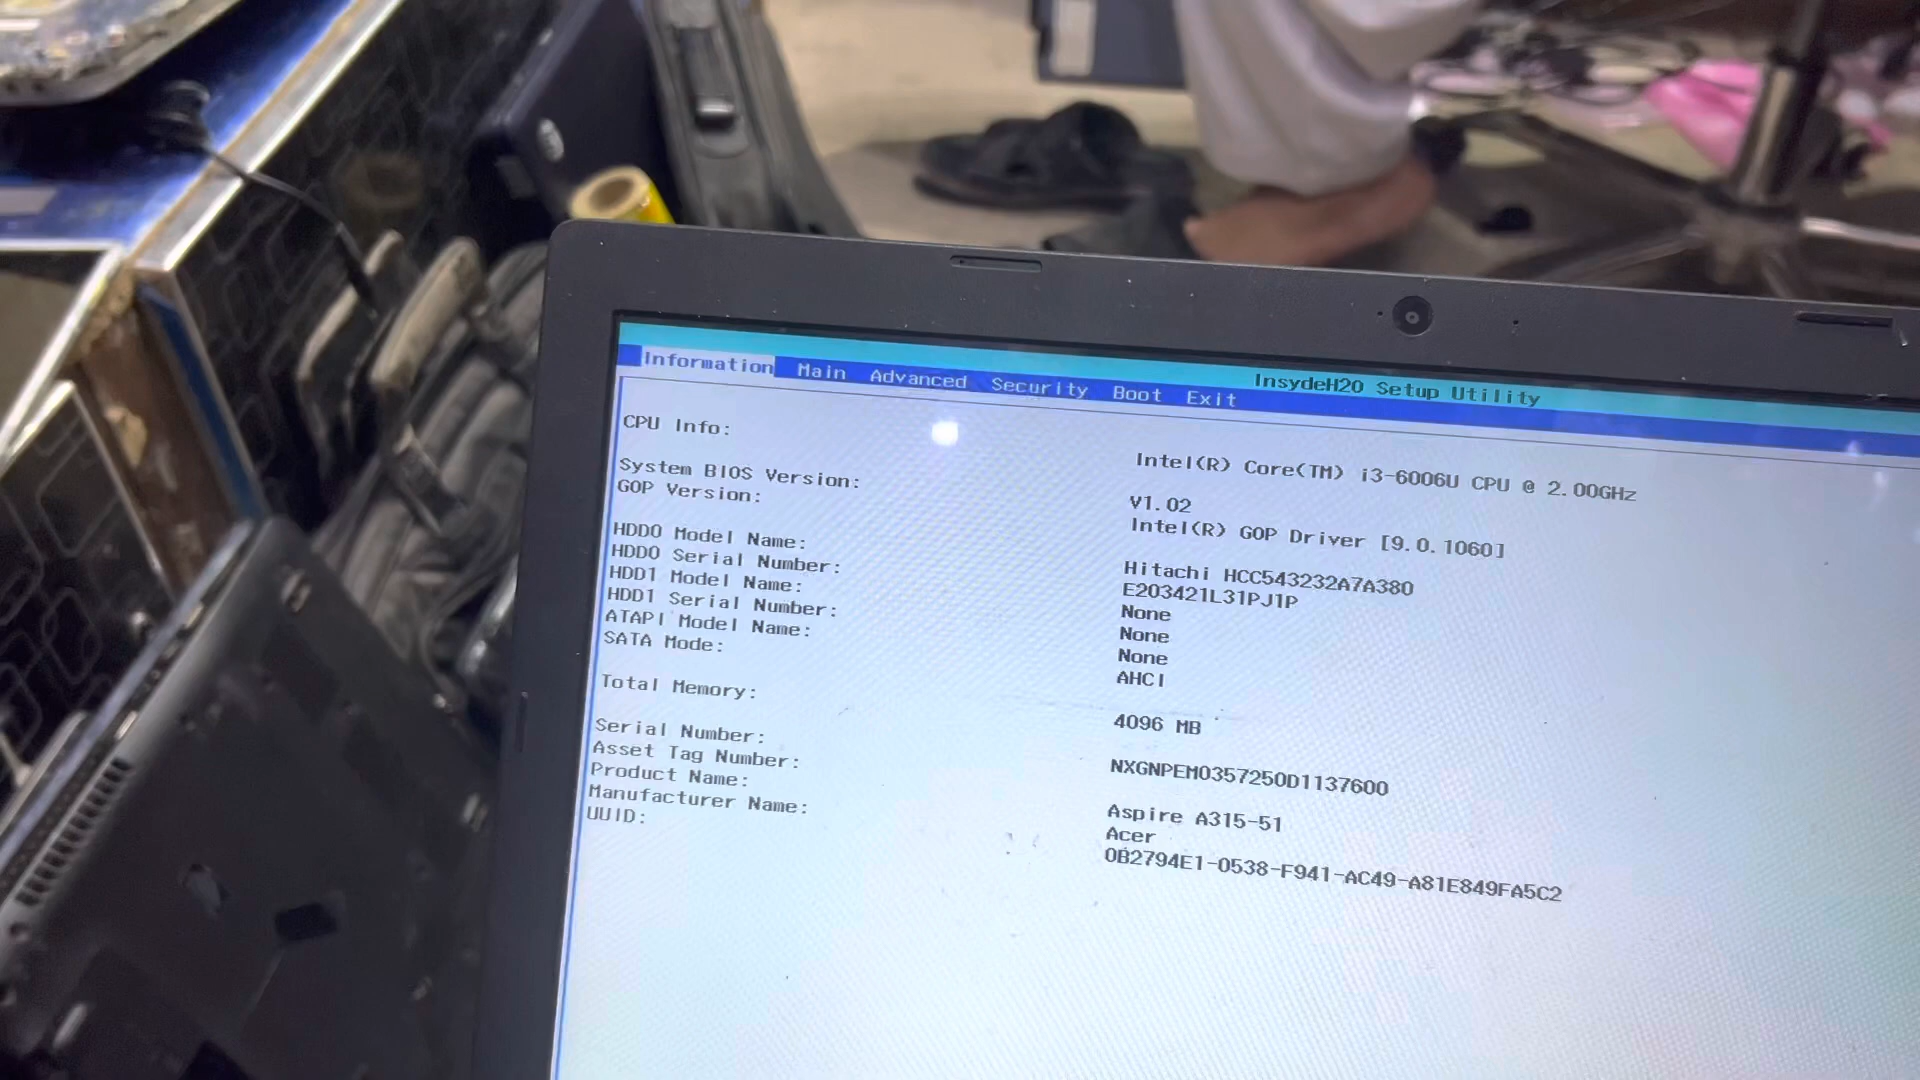 InsydeH20 Setup Utility
Information Main Advanced Security Boot Exit
CPU Info: Intel(R) Core(TM) i3-6006U CPU @ 2.00GHz
System BIOS Version: V1.02
GOP Version: Intel(R) GOP Driver [9.0.1060]
HDD0 Model Name: Hitachi HCC543232A7A380
HDD0 Serial Number: E203421L31PJ1P
HDD1 Model Name: None
HDD1 Serial Number: None
ATAPI Model Name: None
SATA Mode: AHCI
Total Memory: 4096 MB
Serial Number: NXGNPEM0357250D1137600
Asset Tag Number:
Product Name: Aspire A315-51
Manufacturer Name: Acer
UUID: 0B2794E1-0538-F941-AC49-A81E849FA5C2